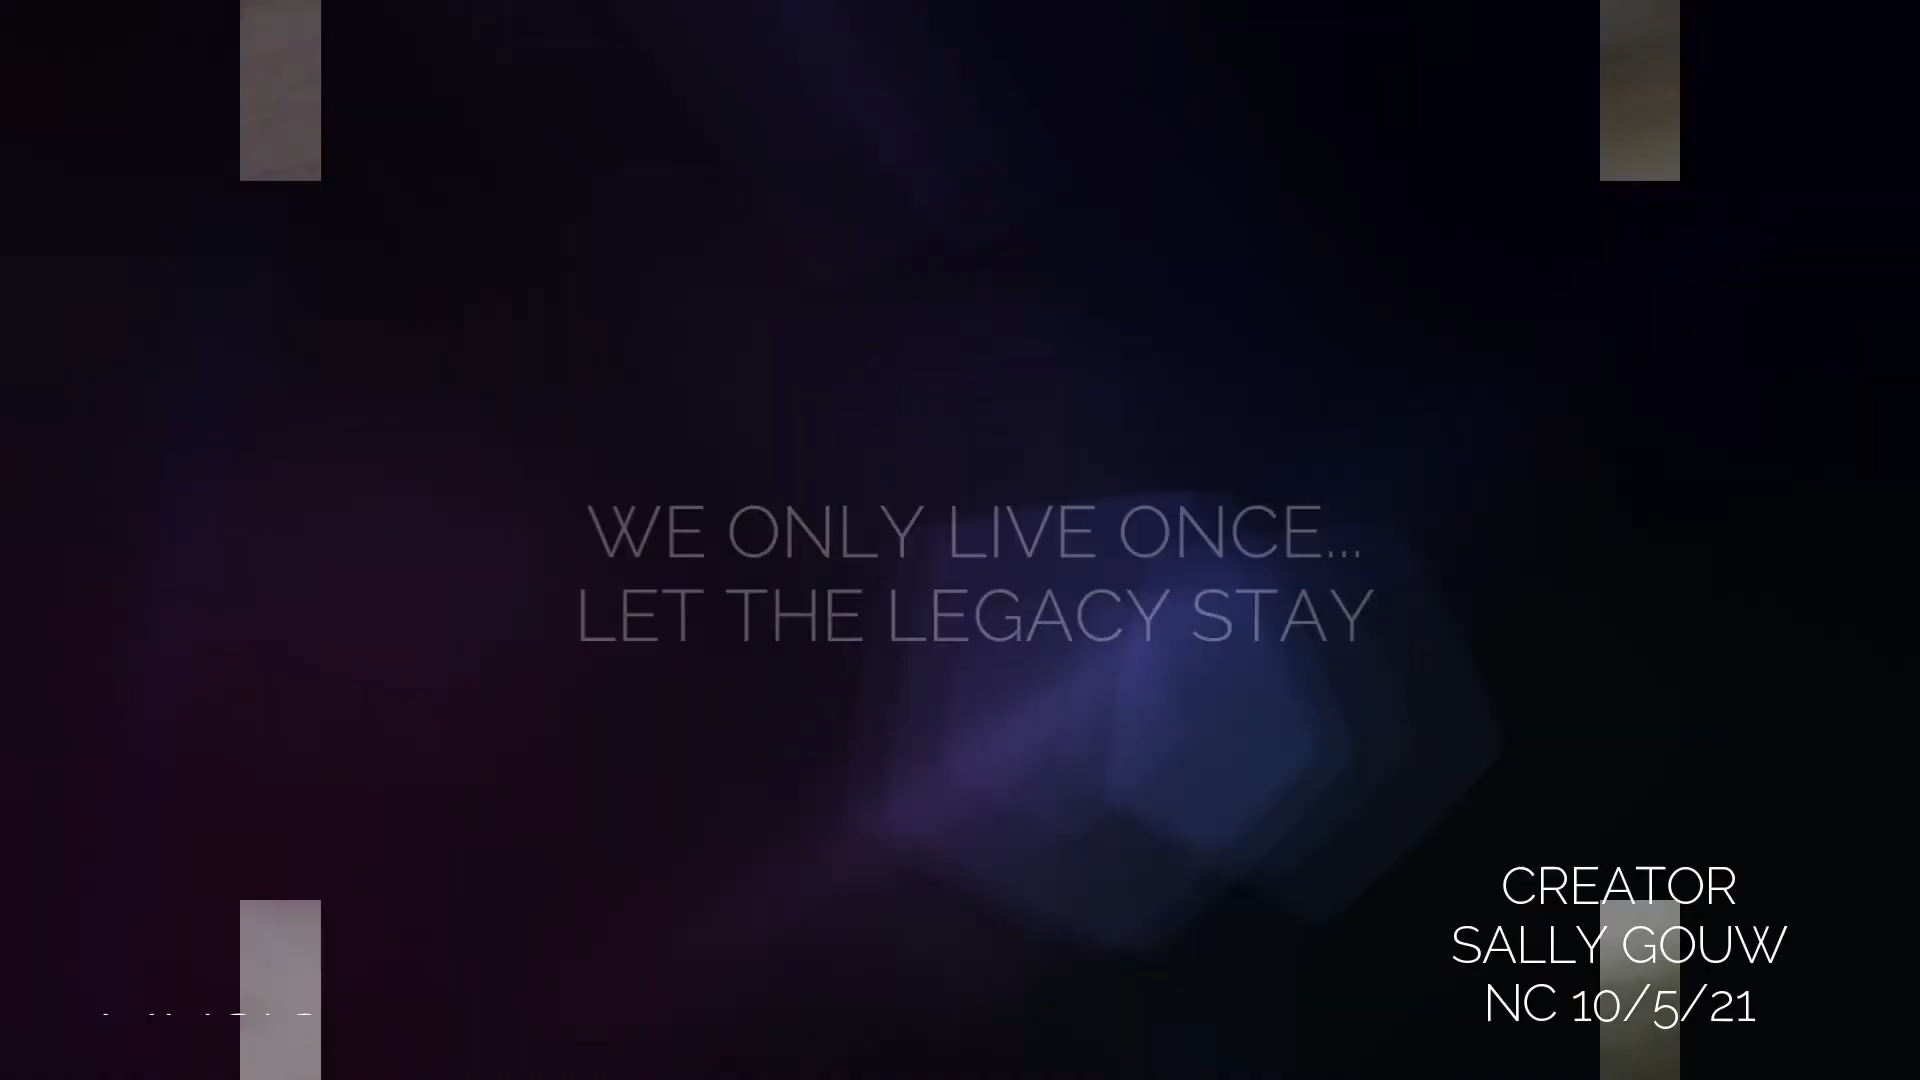 WE ONLY LIVE ONCE...
LET THE LEGACY STAY
CREATOR
SALLY GOUW
NC 10/5/21